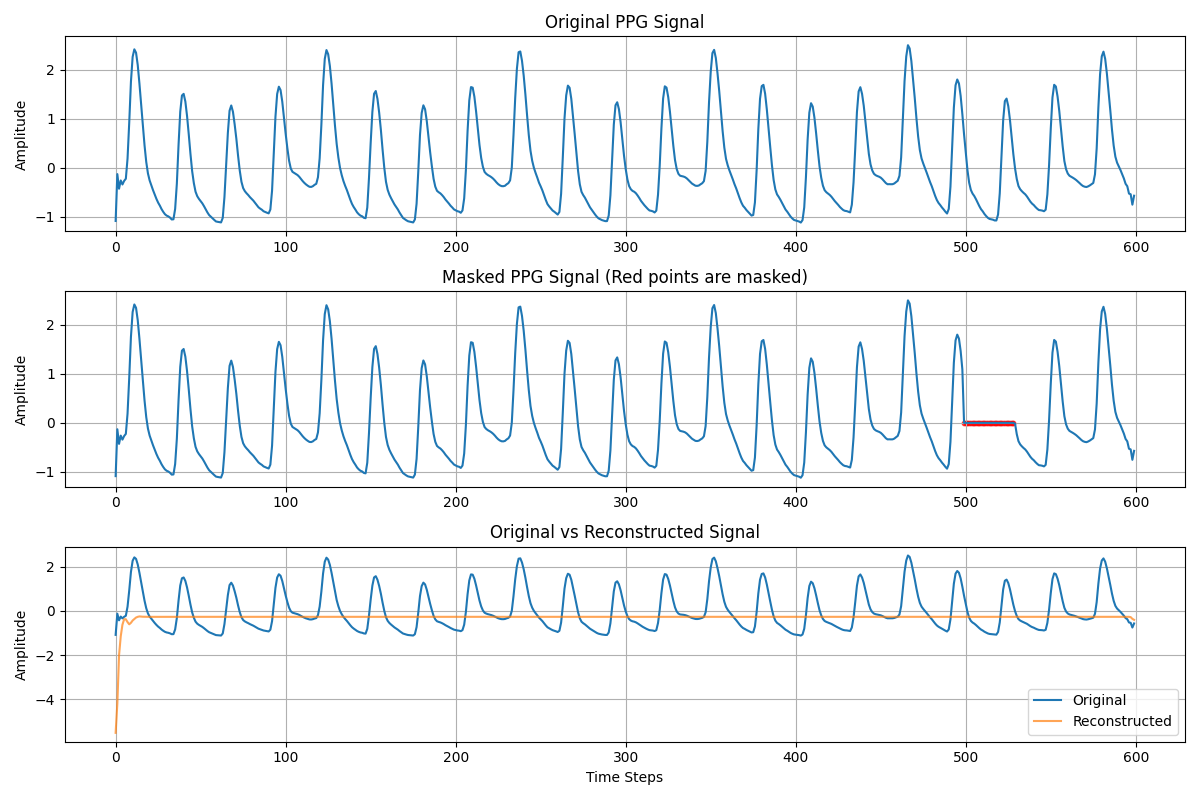 Original PPG Signal
Amplitude
2
1
0
−1
0 100 200 300 400 500 600
Masked PPG Signal (Red points are masked)
Amplitude
2
1
0
−1
0 100 200 300 400 500 600
Original vs Reconstructed Signal
Amplitude
2
0
−2
−4
Original
Reconstructed
0 100 200 300 400 500 600
Time Steps